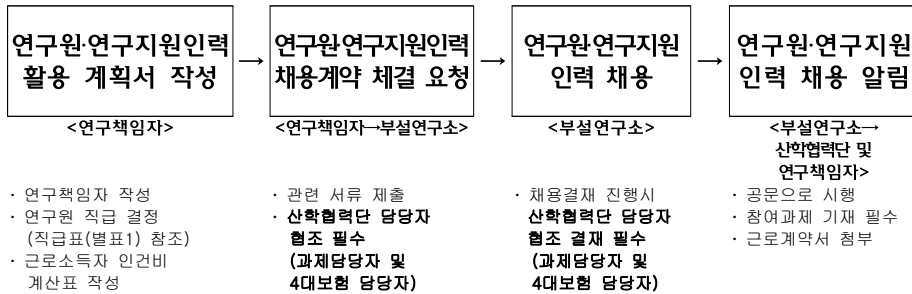 연구원·연구지원인력
활용 계획서 작성
<연구책임자>
· 연구책임자 작성
· 연구원 직급 결정
(직급표(별표1) 참조)
· 근로소득자 인건비
계산표 작성
→
연구원·연구지원인력
채용계약 체결 요청
<연구책임자→부설연구소>
· 관련 서류 제출
· 산학협력단 담당자
협조 필수
(과제담당자 및
4대보험 담당자)
→
연구원·연구지원
인력 채용
<부설연구소>
· 채용결재 진행시
산학협력단 담당자
협조 결재 필수
(과제담당자 및
4대보험 담당자)
→
연구원·연구지원
인력 채용 알림
<부설연구소→
산학협력단 및
연구책임자>
· 공문으로 시행
· 참여과제 기재 필수
· 근로계약서 첨부